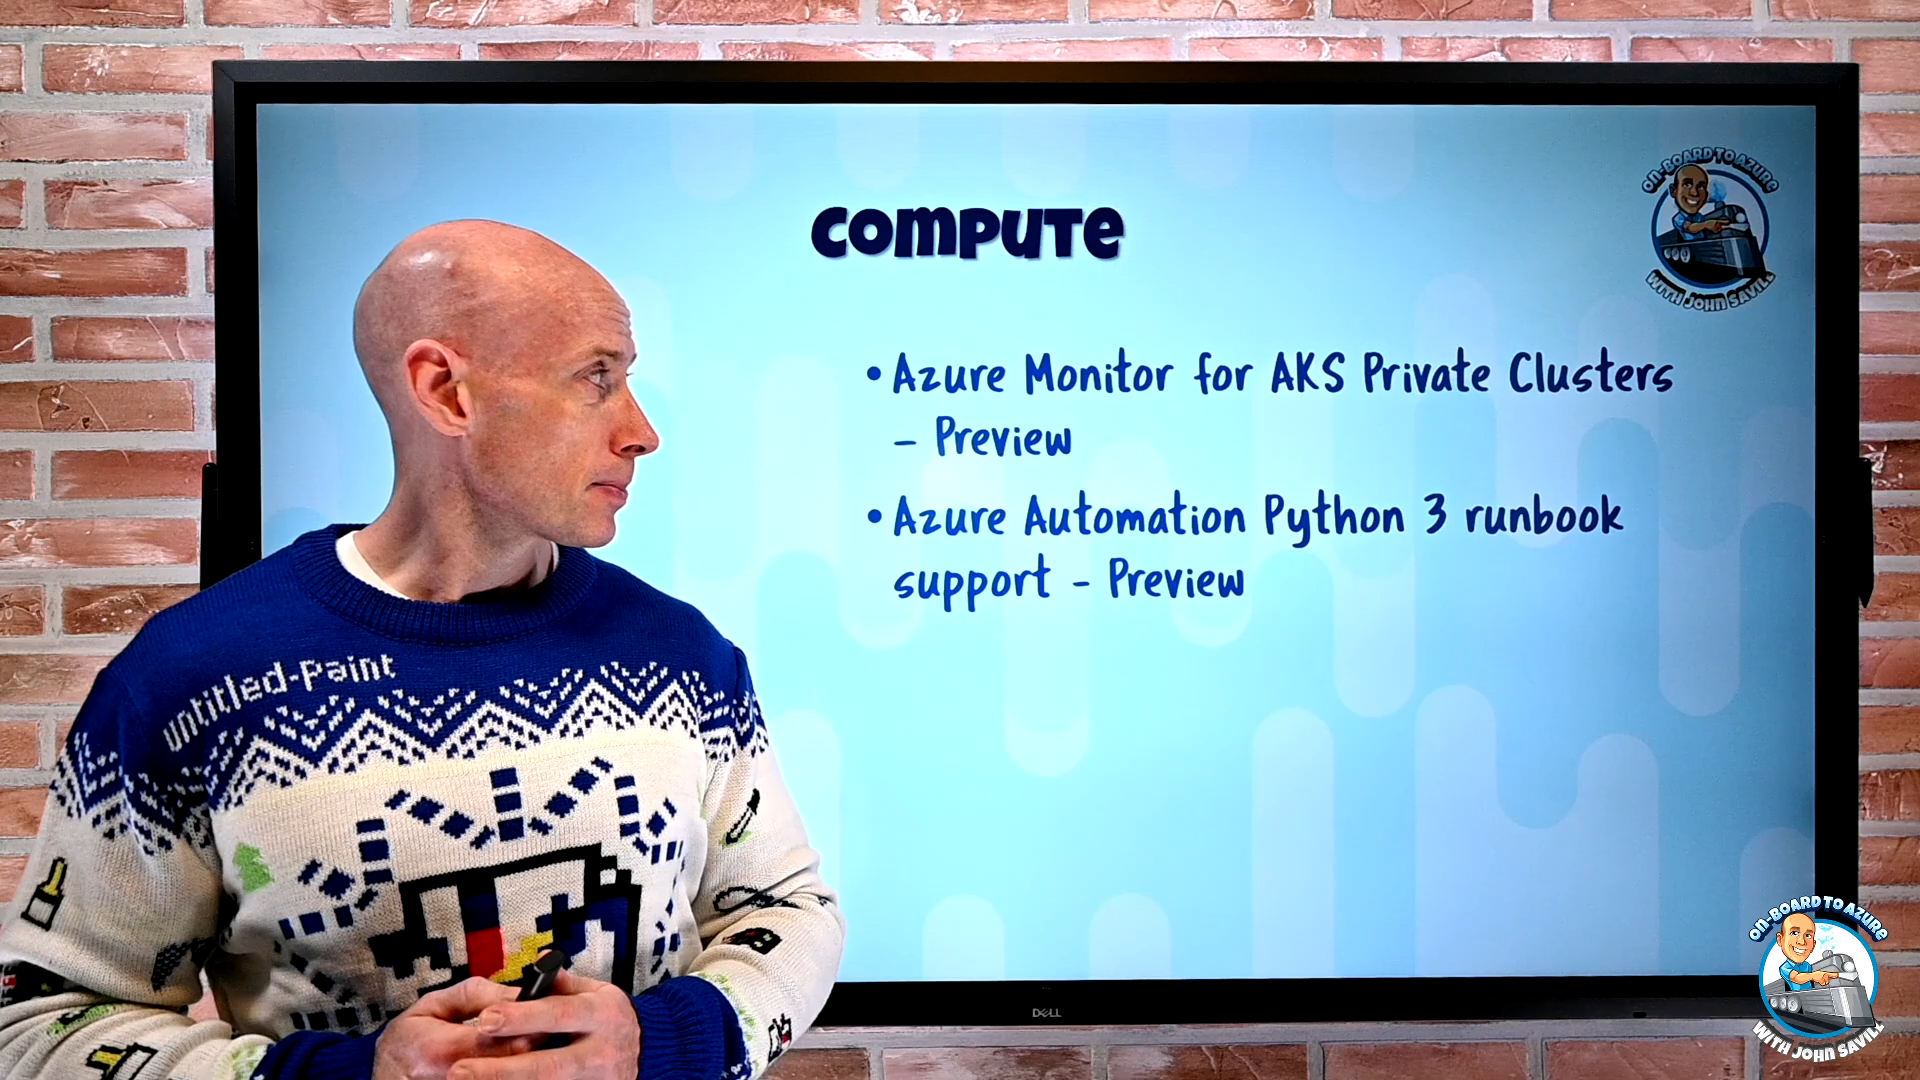 ON-BOARD TO AZURE
WITH JOHN SAVILL
COMPUTE
• Azure Monitor for AKS Private Clusters
– Preview
• Azure Automation Python 3 runbook
support – Preview
untitled-Paint
DELL
ON-BOARD TO AZURE
WITH JOHN SAVILL